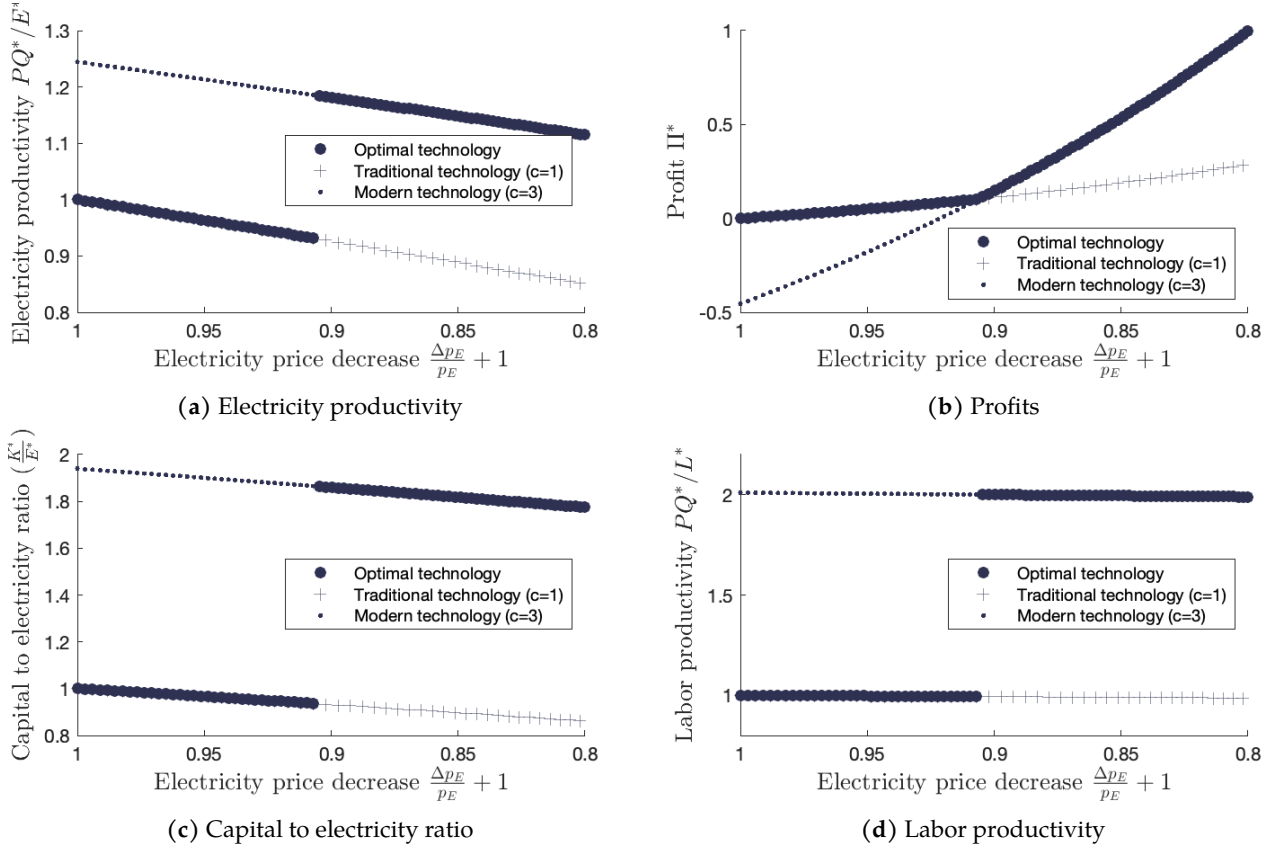 Electricity productivity PQ*/E*
1.3
1.2
1.1
1
0.9
0.8
Optimal technology
Traditional technology (c=1)
Modern technology (c=3)
1
0.95
0.9
0.85
0.8
Electricity price decrease Δp_E/p_E + 1
(a) Electricity productivity
Profit Π*
1
0.5
0
-0.5
Optimal technology
Traditional technology (c=1)
Modern technology (c=3)
1
0.95
0.9
0.85
0.8
Electricity price decrease Δp_E/p_E + 1
(b) Profits
Capital to electricity ratio (K*/E*)
2
1.8
1.6
1.4
1.2
1
0.8
Optimal technology
Traditional technology (c=1)
Modern technology (c=3)
1
0.95
0.9
0.85
0.8
Electricity price decrease Δp_E/p_E + 1
(c) Capital to electricity ratio
Labor productivity PQ*/L*
2
1.5
1
Optimal technology
Traditional technology (c=1)
Modern technology (c=3)
1
0.95
0.9
0.85
0.8
Electricity price decrease Δp_E/p_E + 1
(d) Labor productivity